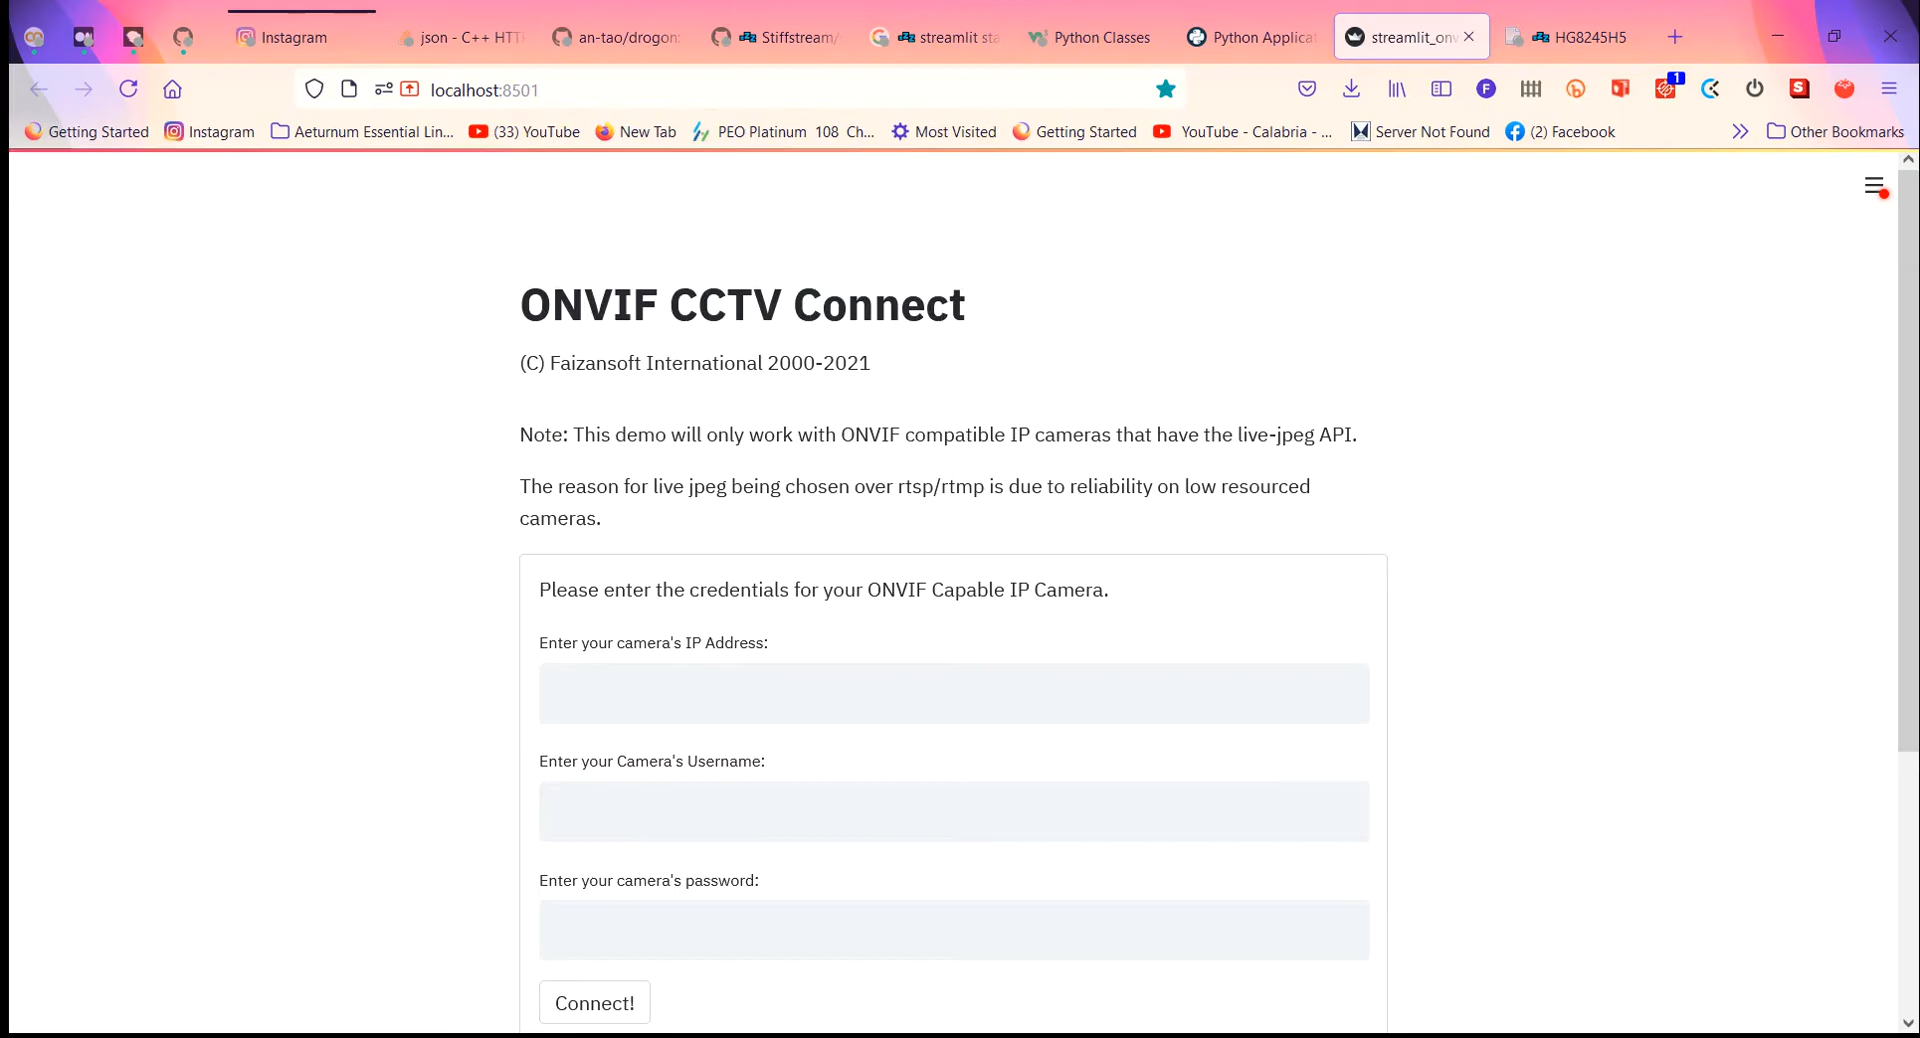 Instagram
json - C++ HTT
an-tao/drogon:
Stiffstream/
streamlit sta
Python Classes
Python Applica
streamlit_onv
HG8245H5
localhost:8501
F
1
S
Getting Started
Instagram
Aeturnum Essential Lin...
(33) YouTube
New Tab
PEO Platinum 108 Ch...
Most Visited
Getting Started
YouTube - Calabria - ...
Server Not Found
(2) Facebook
Other Bookmarks
ONVIF CCTV Connect
(C) Faizansoft International 2000-2021
Note: This demo will only work with ONVIF compatible IP cameras that have the live-jpeg API.
The reason for live jpeg being chosen over rtsp/rtmp is due to reliability on low resourced
cameras.
Please enter the credentials for your ONVIF Capable IP Camera.
Enter your camera's IP Address:
Enter your Camera's Username:
Enter your camera's password:
Connect!